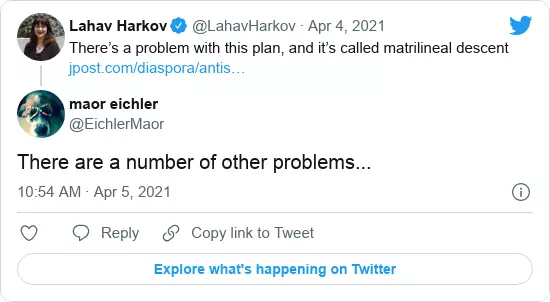 Lahav Harkov @LahavHarkov · Apr 4, 2021
There's a problem with this plan, and it's called matrilineal descent
jpost.com/diaspora/antis…
maor eichler
@EichlerMaor
There are a number of other problems...
10:54 AM · Apr 5, 2021
Reply Copy link to Tweet
Explore what's happening on Twitter